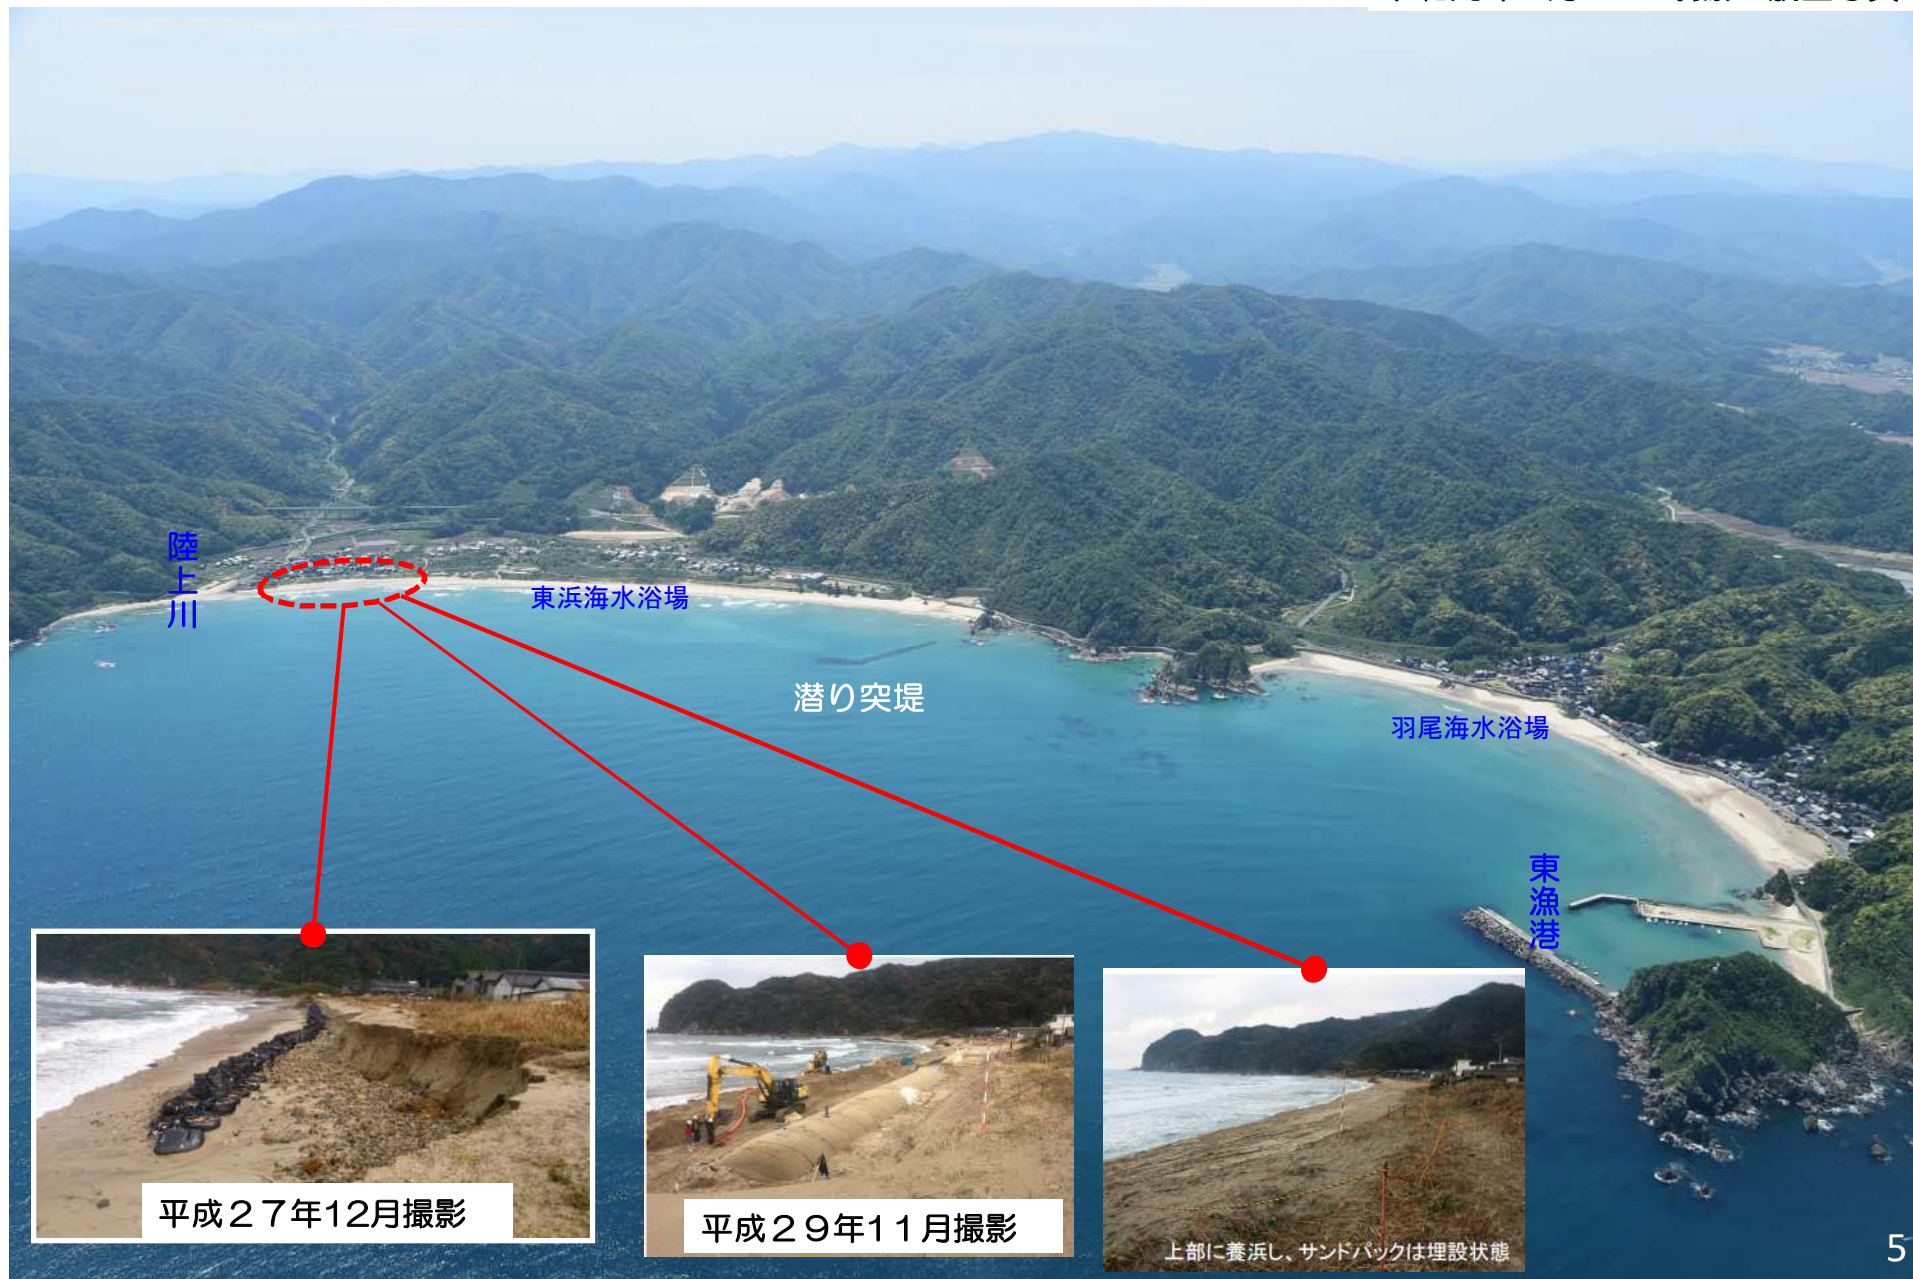 陸上川
東浜海水浴場
潜り突堤
羽尾海水浴場
東漁港
平成27年12月撮影
平成29年11月撮影
上部に養浜し、サンドパックは埋設状態
5